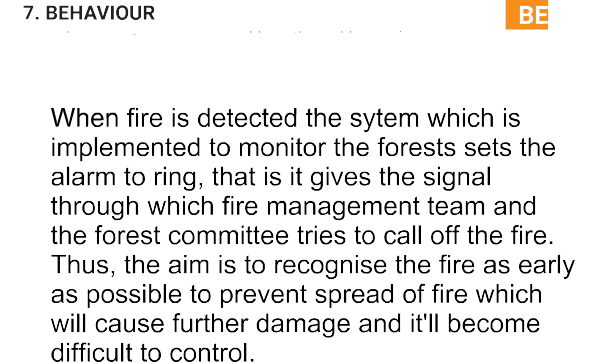 7. BEHAVIOUR
BE
When fire is detected the sytem which is
implemented to monitor the forests sets the
alarm to ring, that is it gives the signal
through which fire management team and
the forest committee tries to call off the fire.
Thus, the aim is to recognise the fire as early
as possible to prevent spread of fire which
will cause further damage and it'll become
difficult to control.